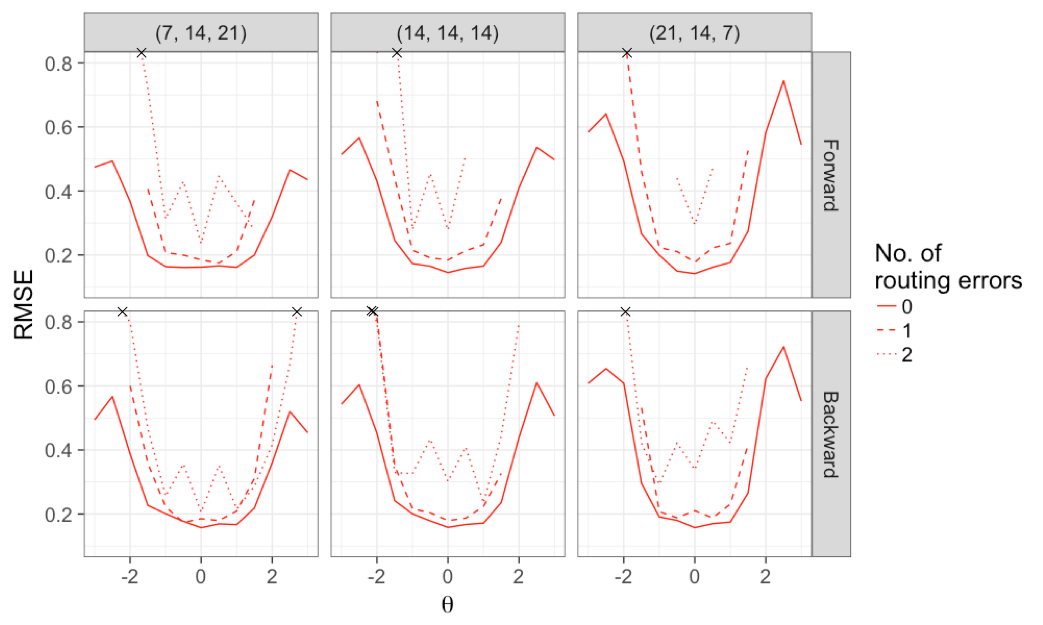 (7, 14, 21)
(14, 14, 14)
(21, 14, 7)
0.8
0.6
0.4
0.2
Forward
RMSE
0.8
0.6
0.4
0.2
Backward
-2
0
2
-2
0
2
-2
0
2
θ
No. of
routing errors
0
1
2